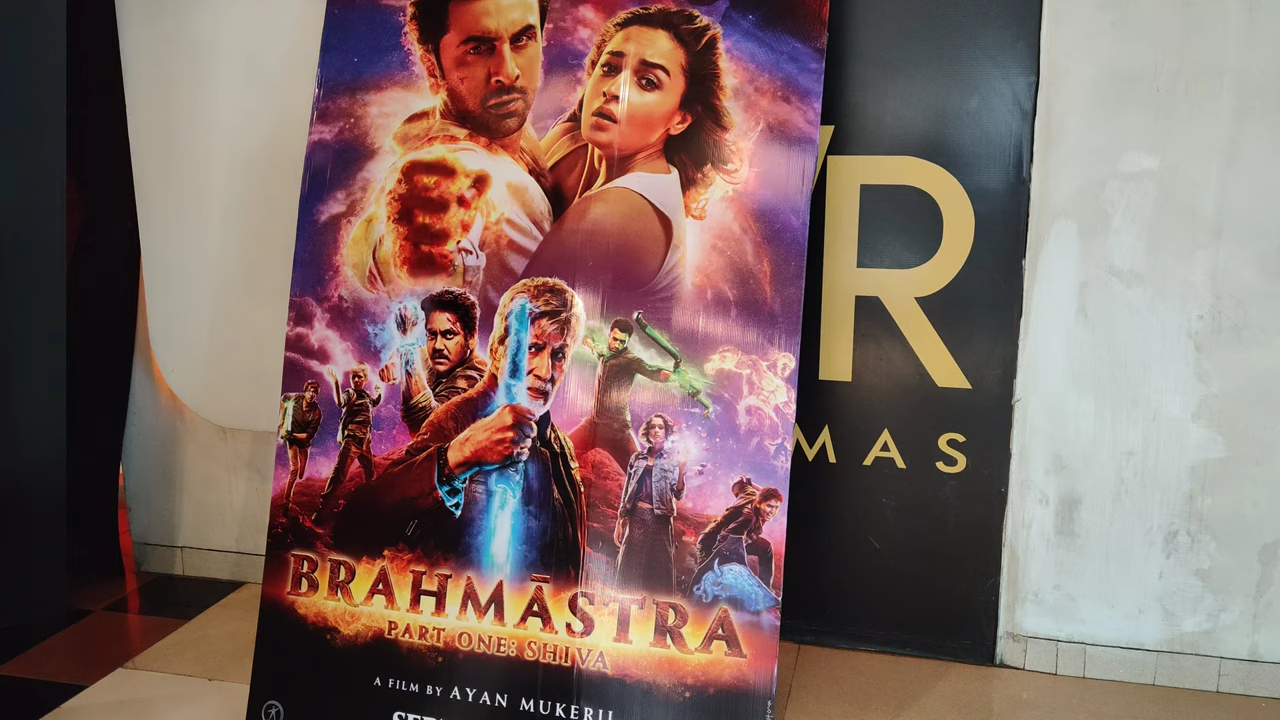 BRAHMĀSTRA
PART ONE: SHIVA
A FILM BY AYAN MUKERJI
R
MAS